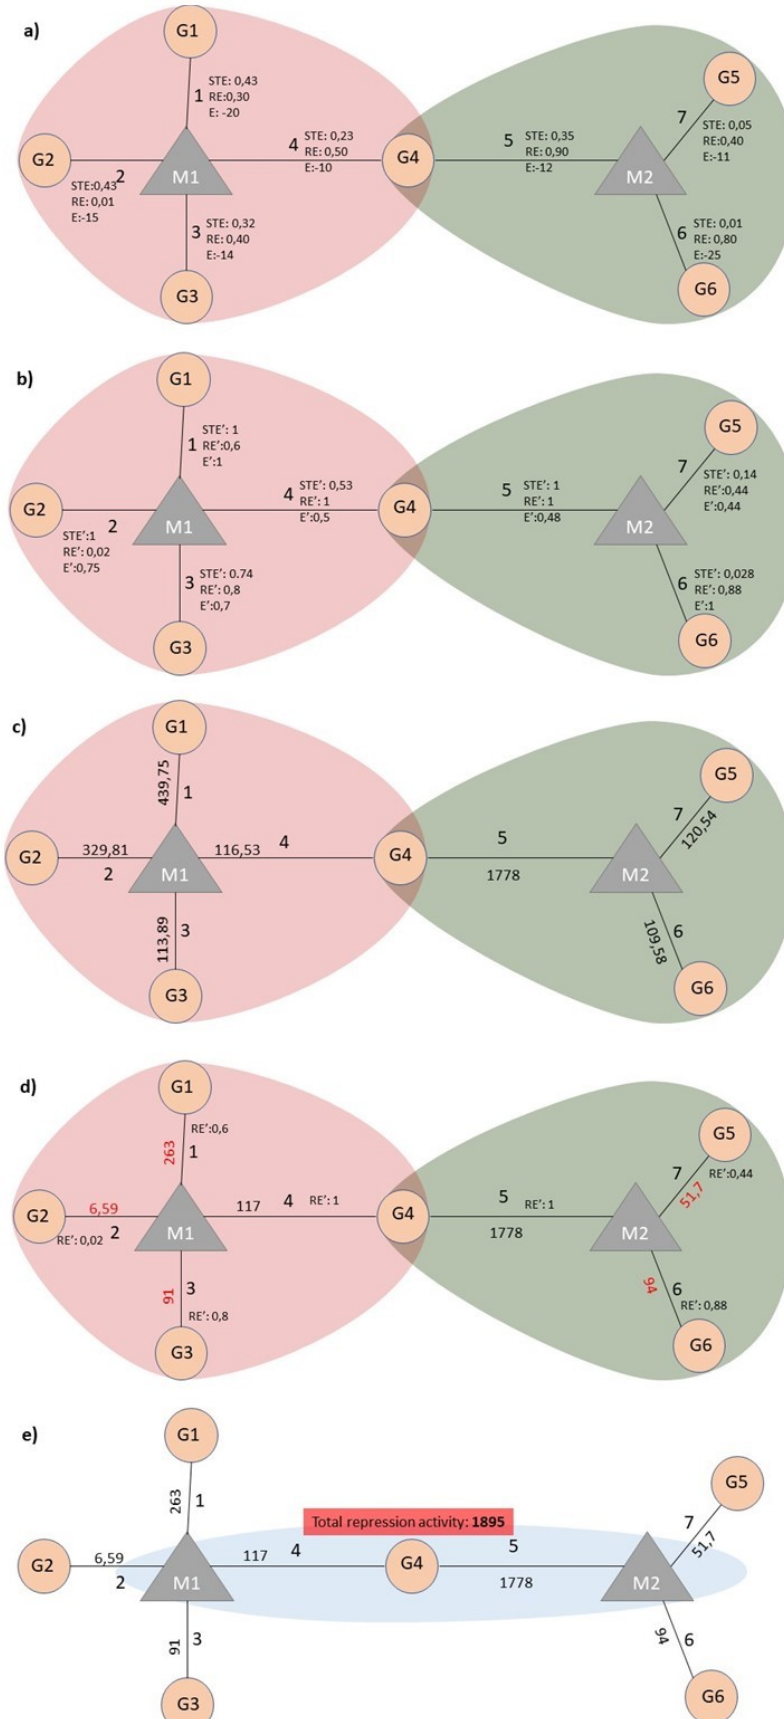 a)
G1
1
STE: 0,43
RE:0,30
E: -20
G2
2
STE:0,43
RE: 0,01
E:-15
M1
3
STE: 0,32
RE: 0,40
E:-14
G3
4
STE: 0,23
RE: 0,50
E:-10
G4
5
STE: 0,35
RE: 0,90
E:-12
M2
7
STE: 0,05
RE:0,40
E:-11
G5
6
STE: 0,01
RE: 0,80
E:-25
G6
b)
G1
1
STE': 1
RE':0,6
E':1
G2
2
STE':1
RE': 0,02
E':0,75
M1
3
STE': 0.74
RE': 0,8
E':0,7
G3
4
STE': 0,53
RE': 1
E':0,5
G4
5
STE': 1
RE': 1
E':0,48
M2
7
STE': 0,14
RE':0,44
E':0,44
G5
6
STE': 0,028
RE': 0,88
E':1
G6
c)
G1
439,75
1
G2
329,81
2
M1
113,89
3
G3
116,53
4
G4
5
1778
M2
7
120,54
G5
6
109,58
G6
d)
G1
RE':0,6
263
1
G2
6,59
2
RE': 0,02
M1
91
3
RE': 0,8
G3
117
4
RE': 1
G4
5
RE': 1
1778
M2
7
RE':0,44
51,7
G5
94
6
RE': 0,88
G6
e)
G1
263
1
Total repression activity: 1895
G2
6,59
2
M1
91
3
G3
117
4
G4
5
1778
M2
7
51,7
G5
94
6
G6